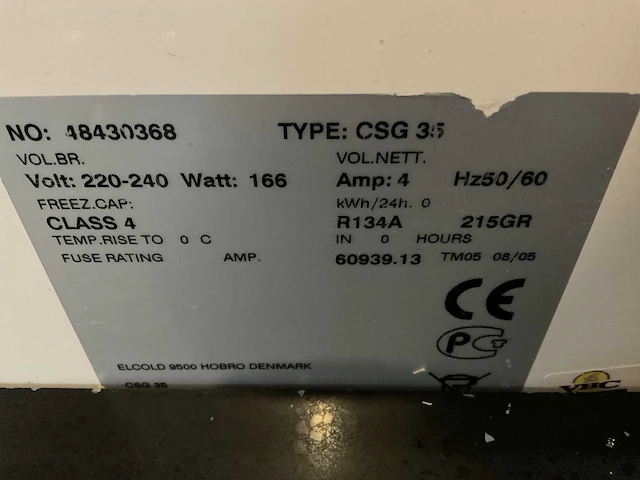 NO: 48430368 TYPE: CSG 35
VOL.BR. VOL.NETT.
Volt: 220-240 Watt: 166 Amp: 4 Hz50/60
FREEZ.CAP: kWh/24h. 0
CLASS 4 R134A 215GR
TEMP.RISE TO 0 C IN 0 HOURS
FUSE RATING AMP. 60939.13 TM05 08/05
CE
PCT
ELCOLD 9500 HOBRO DENMARK
CSG 35
VHC